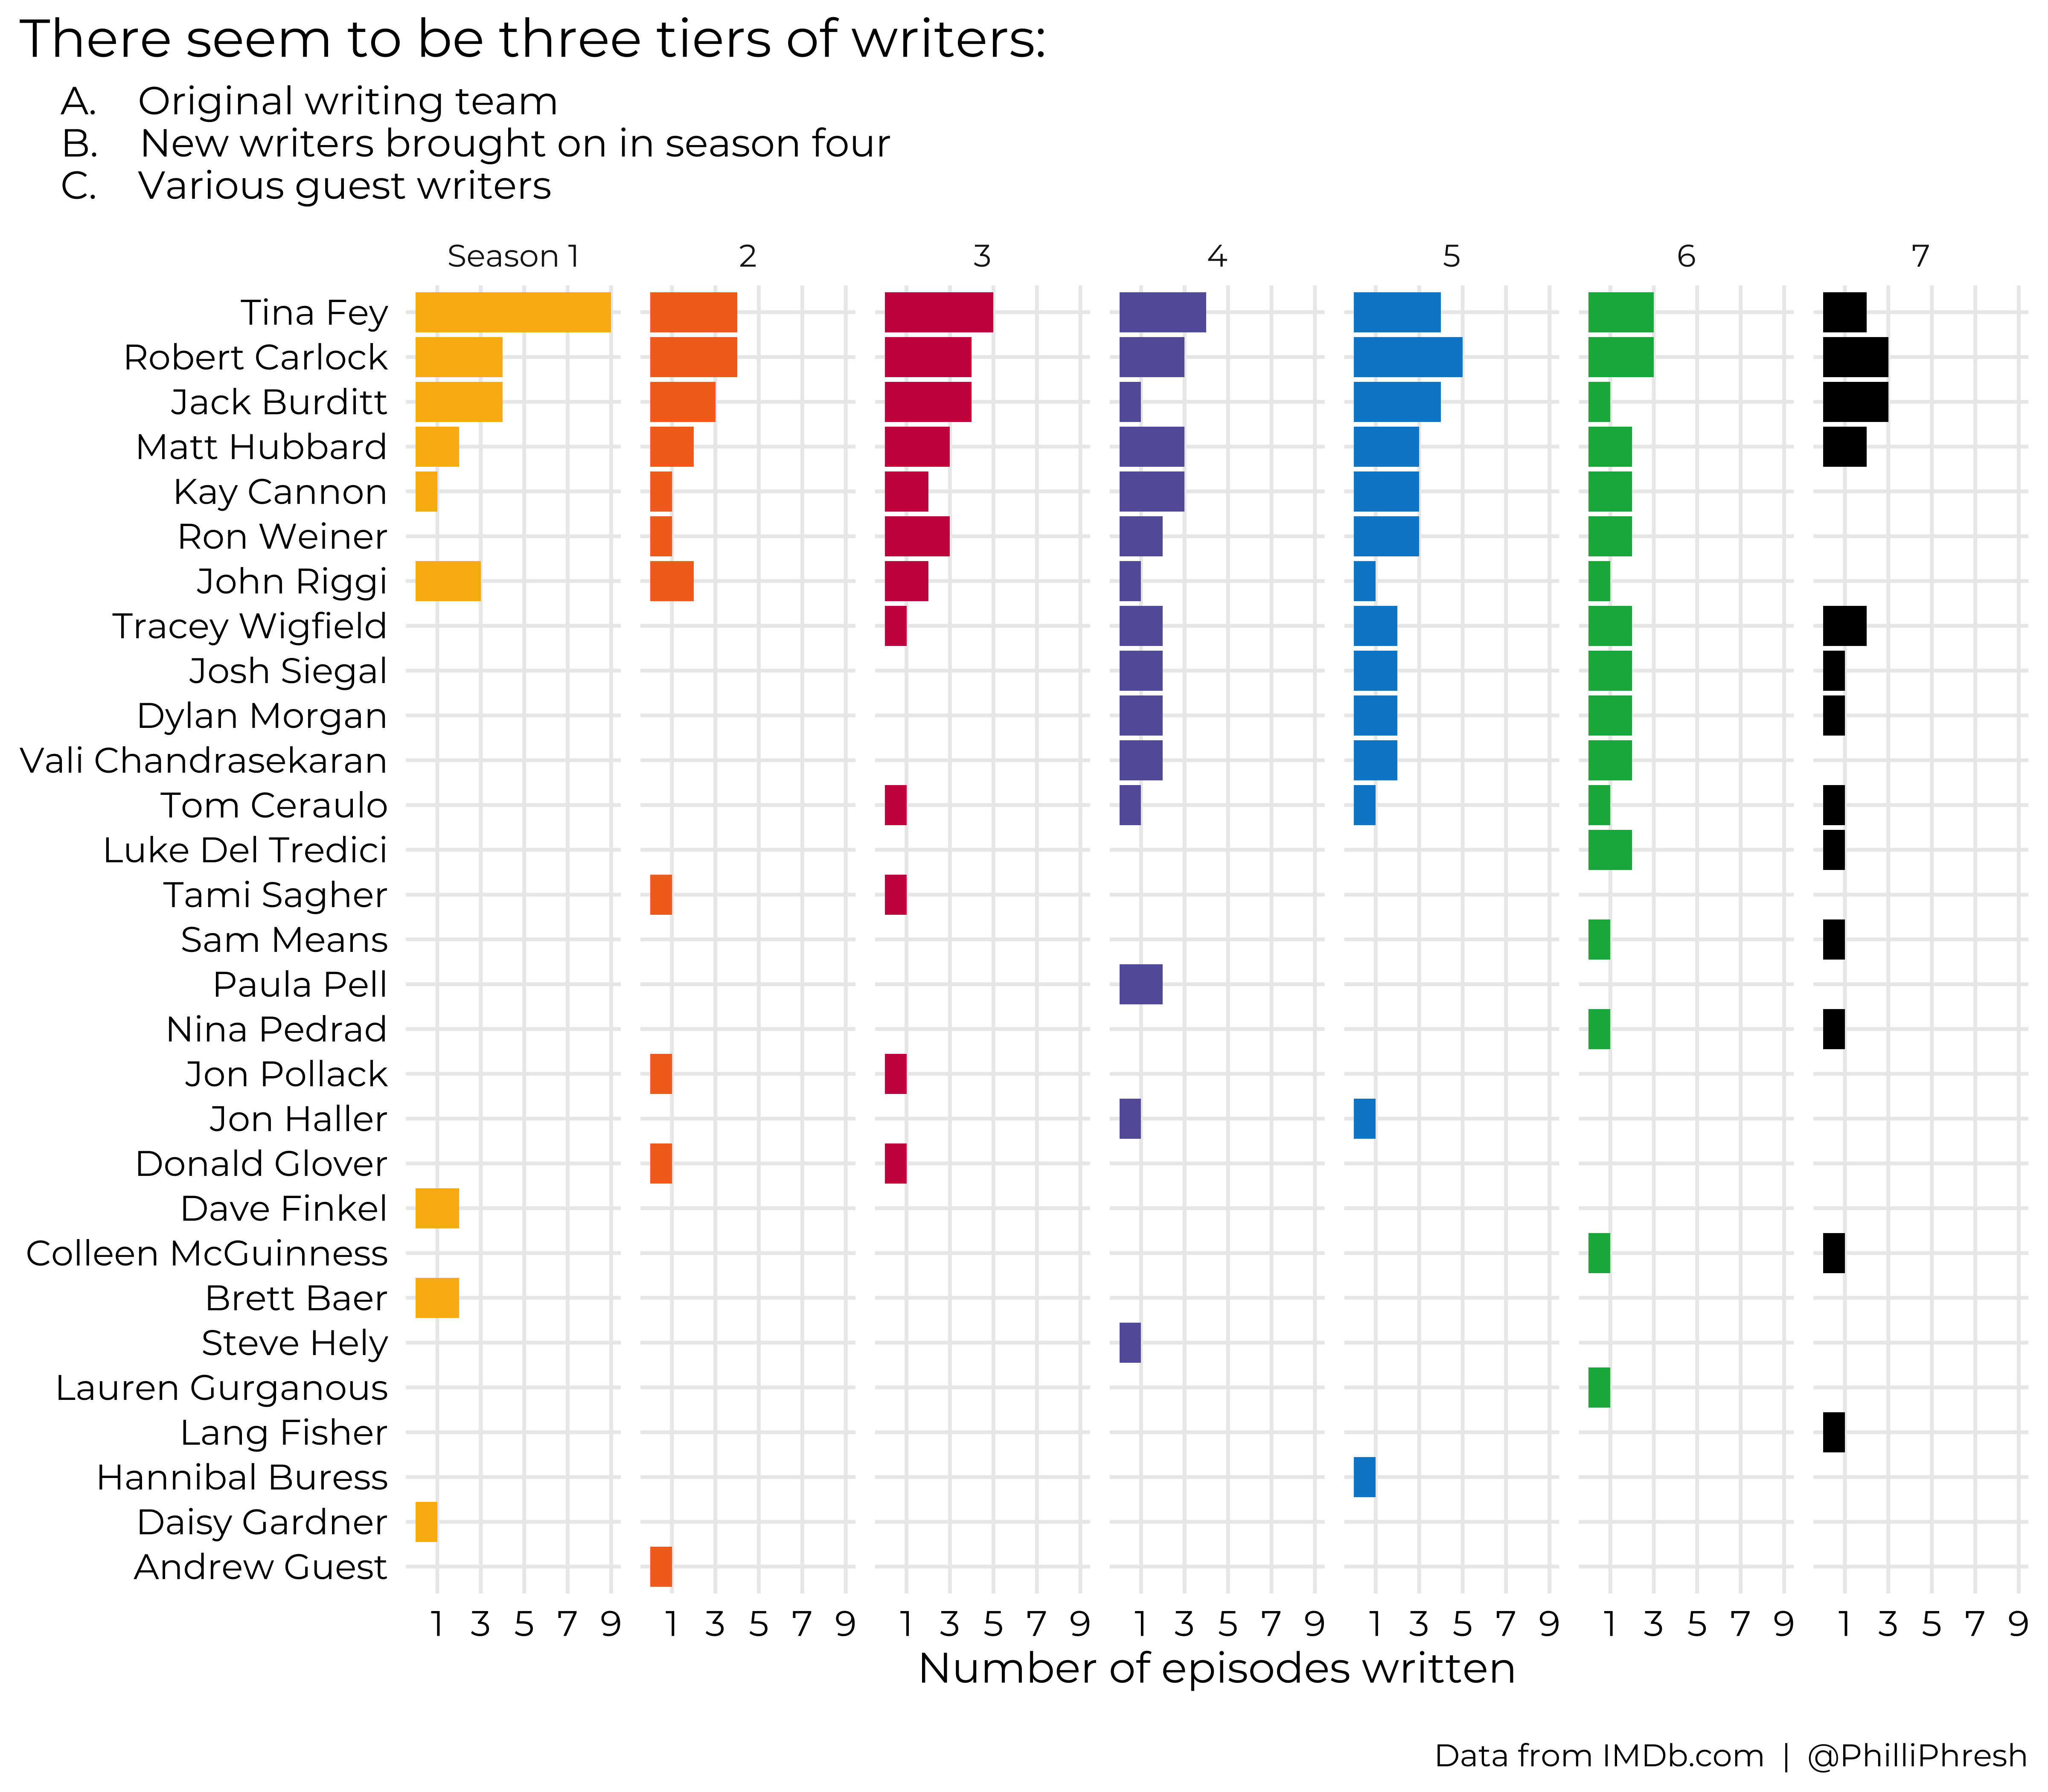 There seem to be three tiers of writers:
A. Original writing team
B. New writers brought on in season four
C. Various guest writers
Season 1 2 3 4 5 6 7
Tina Fey
Robert Carlock
Jack Burditt
Matt Hubbard
Kay Cannon
Ron Weiner
John Riggi
Tracey Wigfield
Josh Siegal
Dylan Morgan
Vali Chandrasekaran
Tom Ceraulo
Luke Del Tredici
Tami Sagher
Sam Means
Paula Pell
Nina Pedrad
Jon Pollack
Jon Haller
Donald Glover
Dave Finkel
Colleen McGuinness
Brett Baer
Steve Hely
Lauren Gurganous
Lang Fisher
Hannibal Buress
Daisy Gardner
Andrew Guest
1 3 5 7 9 1 3 5 7 9 1 3 5 7 9 1 3 5 7 9 1 3 5 7 9 1 3 5 7 9 1 3 5 7 9
Number of episodes written
Data from IMDb.com | @PhilliPhresh